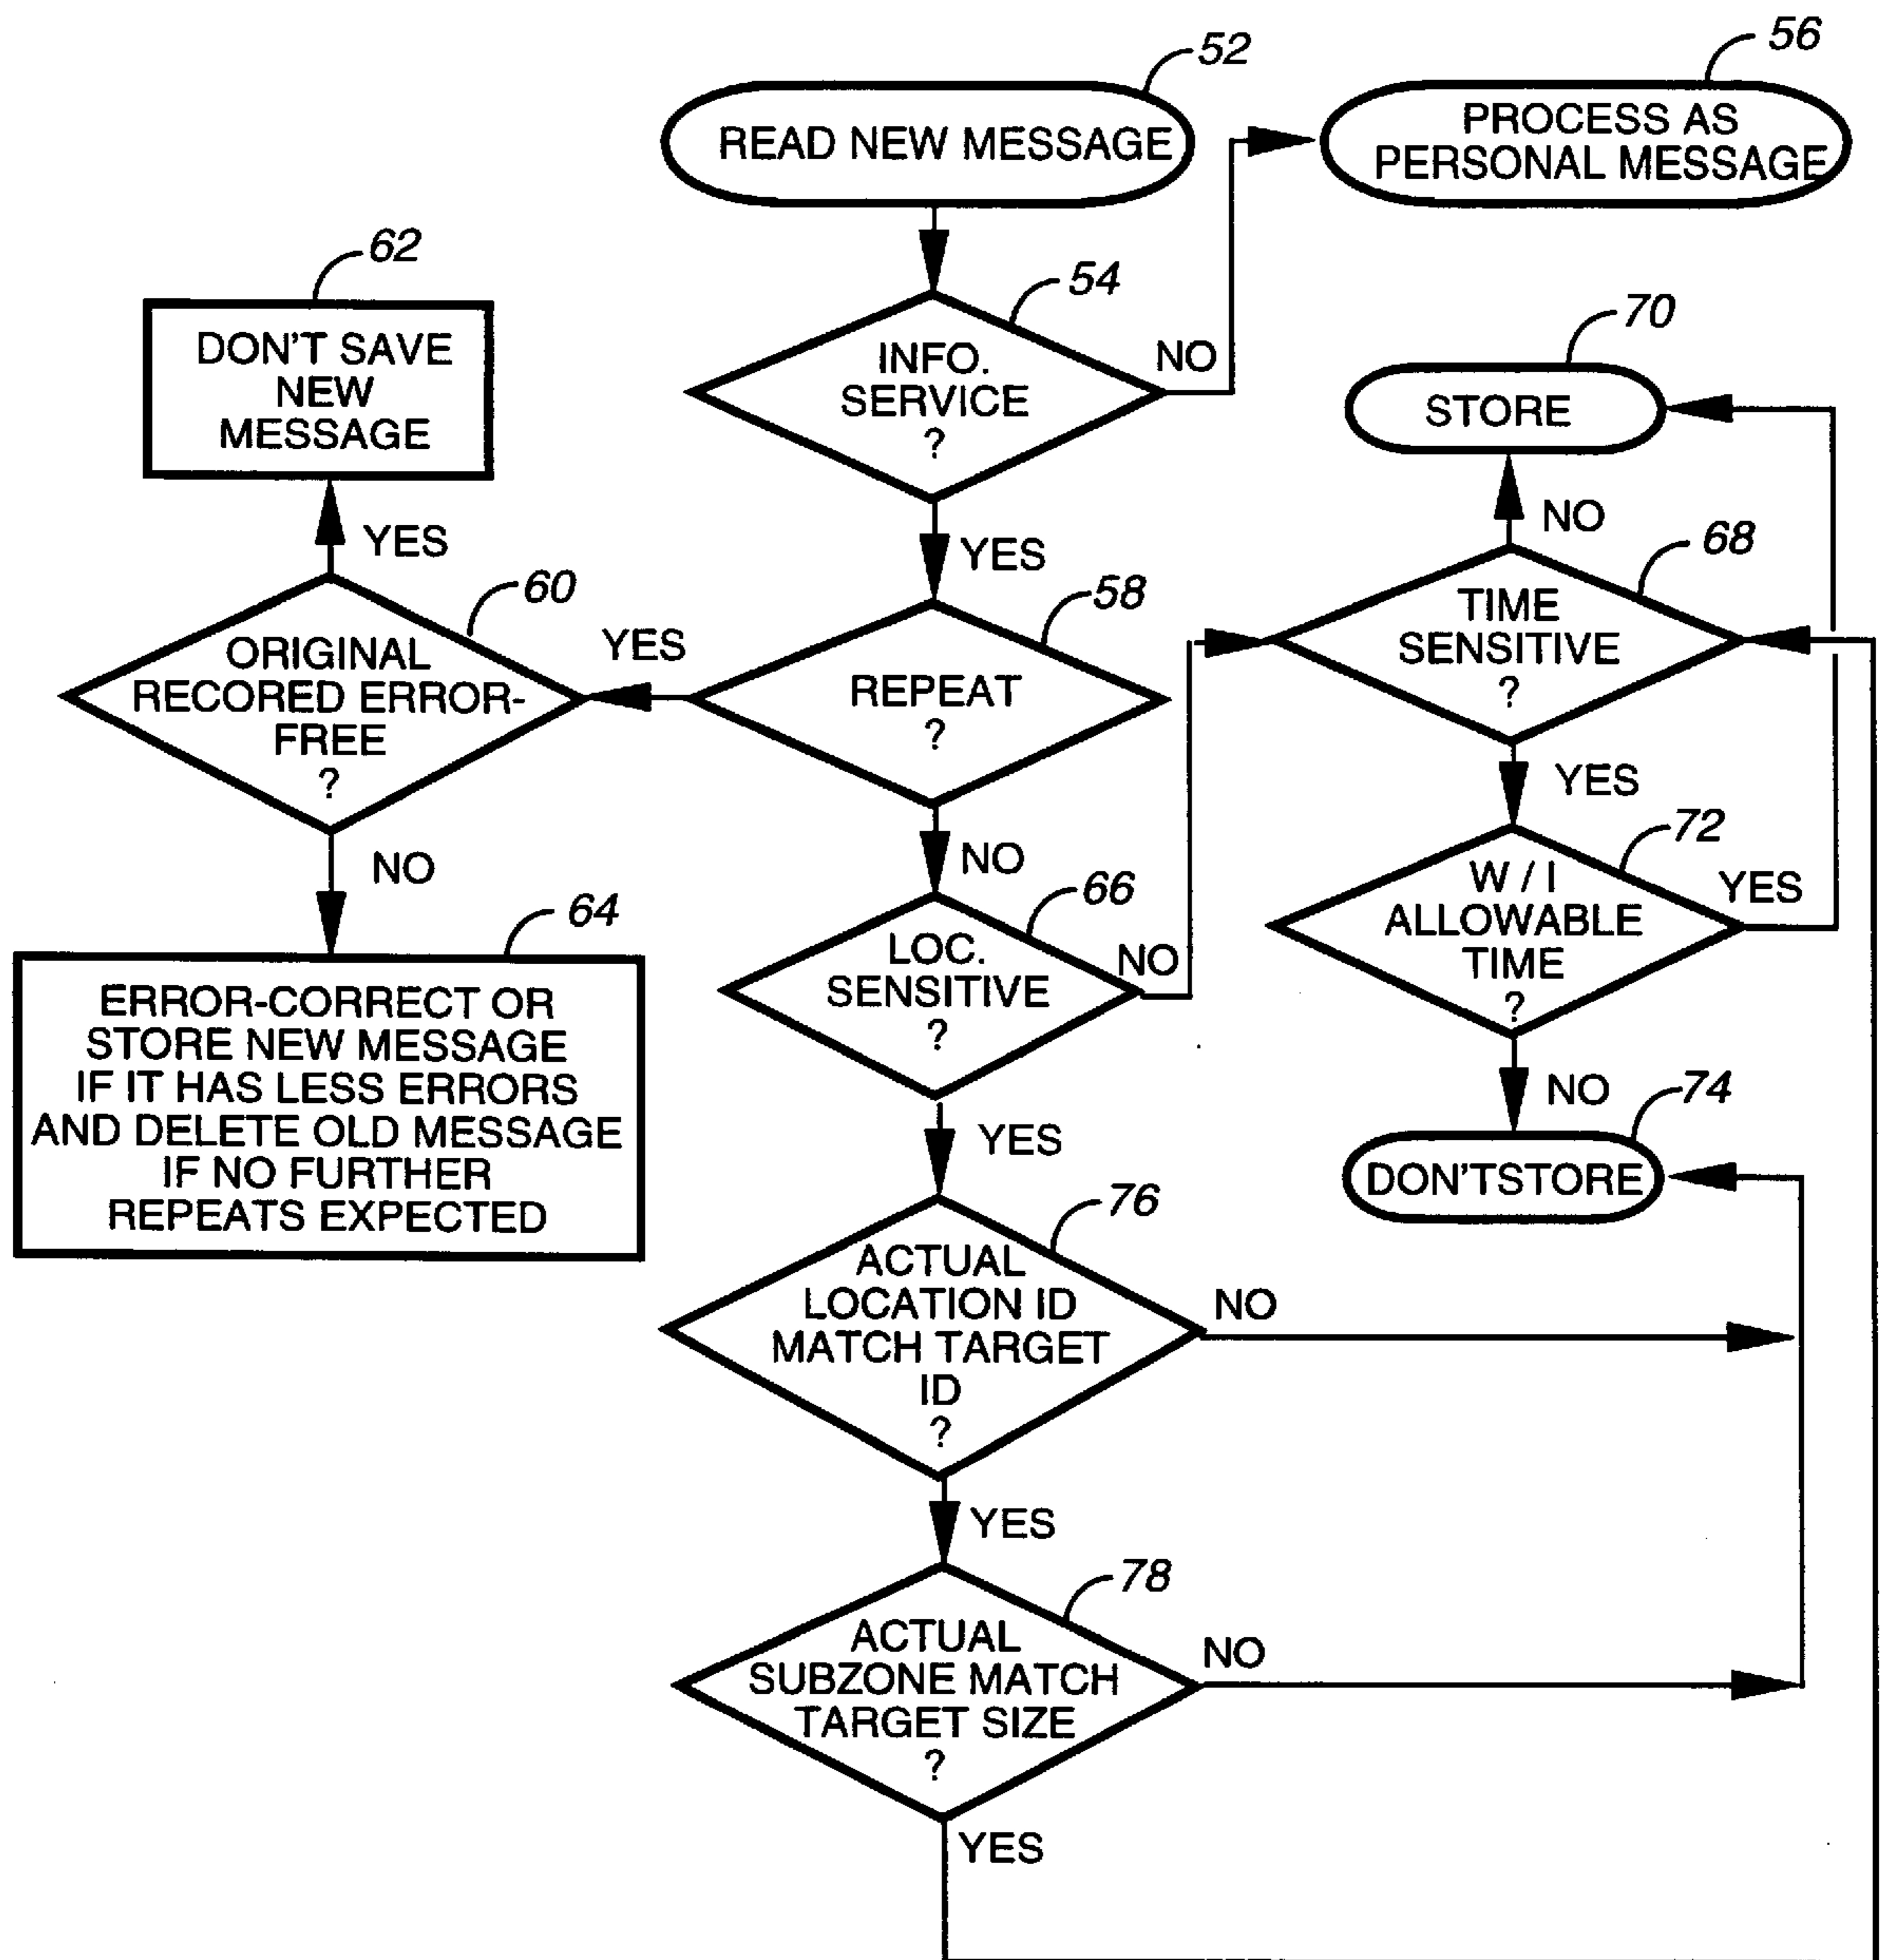 52
READ NEW MESSAGE
56
PROCESS AS
PERSONAL MESSAGE
54
INFO.
SERVICE
?
NO
YES
62
DON'T SAVE
NEW
MESSAGE
YES
60
ORIGINAL
RECORED ERROR-
FREE
?
YES
58
REPEAT
?
NO
NO
64
ERROR-CORRECT OR
STORE NEW MESSAGE
IF IT HAS LESS ERRORS
AND DELETE OLD MESSAGE
IF NO FURTHER
REPEATS EXPECTED
66
LOC.
SENSITIVE
?
NO
YES
70
STORE
NO
68
TIME
SENSITIVE
?
YES
72
W / I
ALLOWABLE
TIME
?
YES
NO
74
DON'TSTORE
76
ACTUAL
LOCATION ID
MATCH TARGET
ID
?
NO
YES
78
ACTUAL
SUBZONE MATCH
TARGET SIZE
?
NO
YES